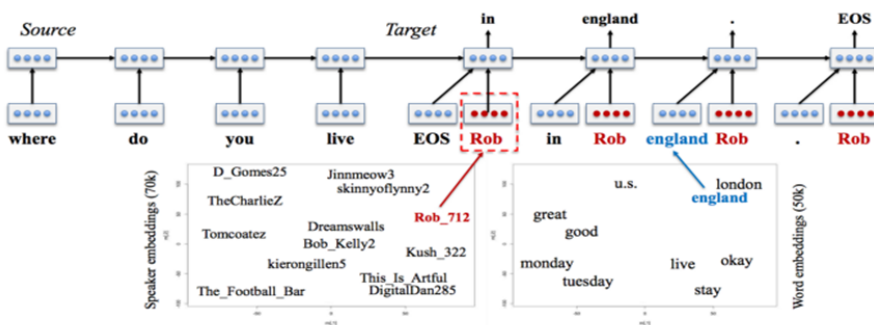 Source Target in england . EOS
where do you live EOS Rob in Rob england Rob . Rob
Speaker embeddings (70k)
D_Gomes25
Jinnmeow3
skinnyoflynny2
TheCharlieZ
Rob_712
Dreamswalls
Tomcoatez
Bob_Kelly2
Kush_322
kierongillen5
This_Is_Artful
The_Football_Bar
DigitalDan285
u.s.
london
england
great
good
monday
live
okay
tuesday
stay
Word embeddings (50k)